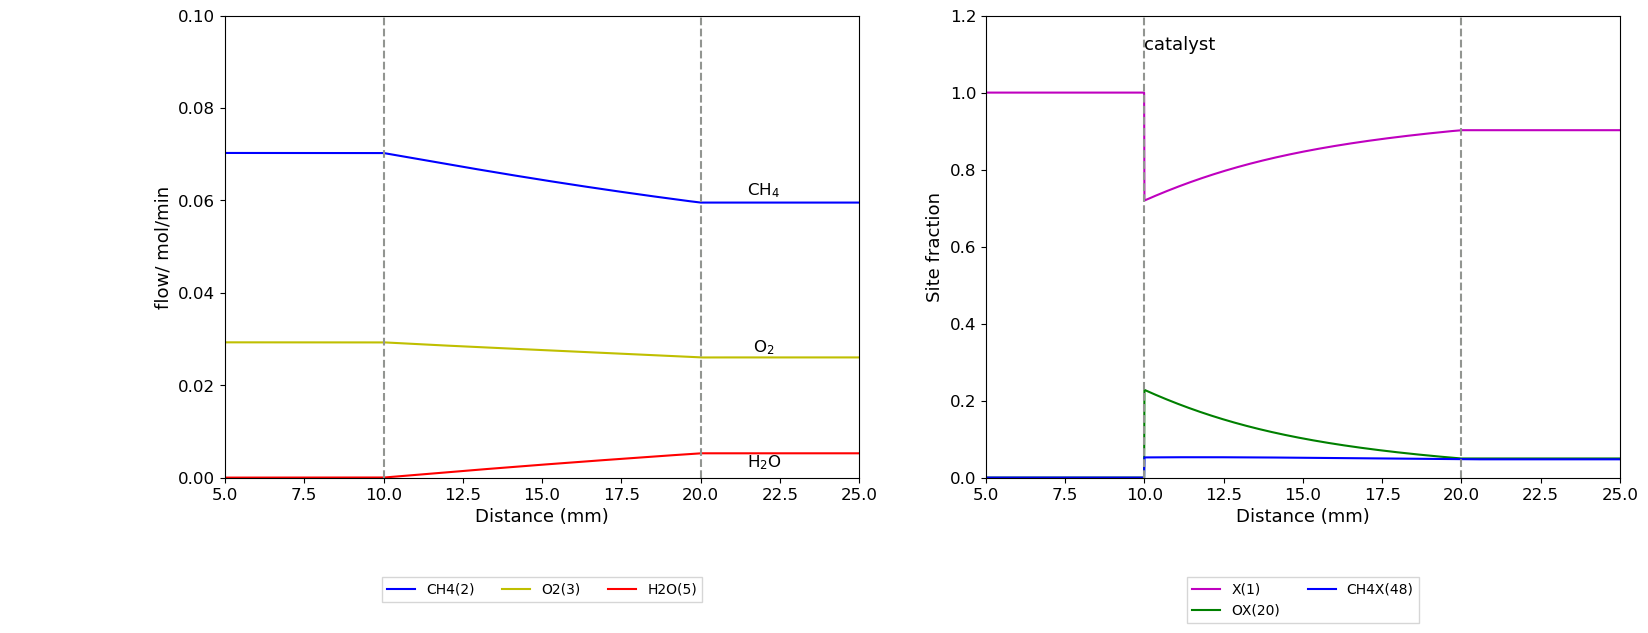 0.10
0.08
0.06
0.04
0.02
0.00
flow/ mol/min
CH₄
O₂
H₂O
5.0 7.5 10.0 12.5 15.0 17.5 20.0 22.5 25.0
Distance (mm)
CH4(2) O2(3) H2O(5)
1.2
1.0
0.8
0.6
0.4
0.2
0.0
Site fraction
catalyst
5.0 7.5 10.0 12.5 15.0 17.5 20.0 22.5 25.0
Distance (mm)
X(1) CH4X(48)
OX(20)